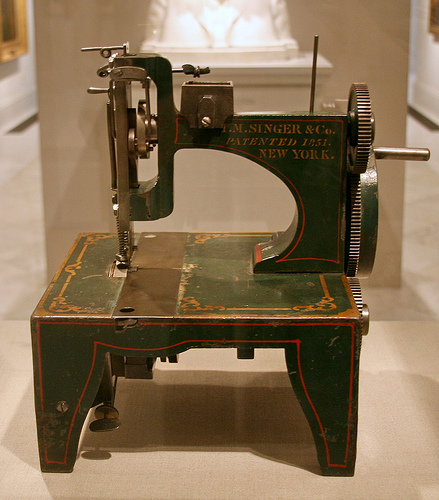 I.M. SINGER & Co.
PATENTED 1851.
NEW YORK.